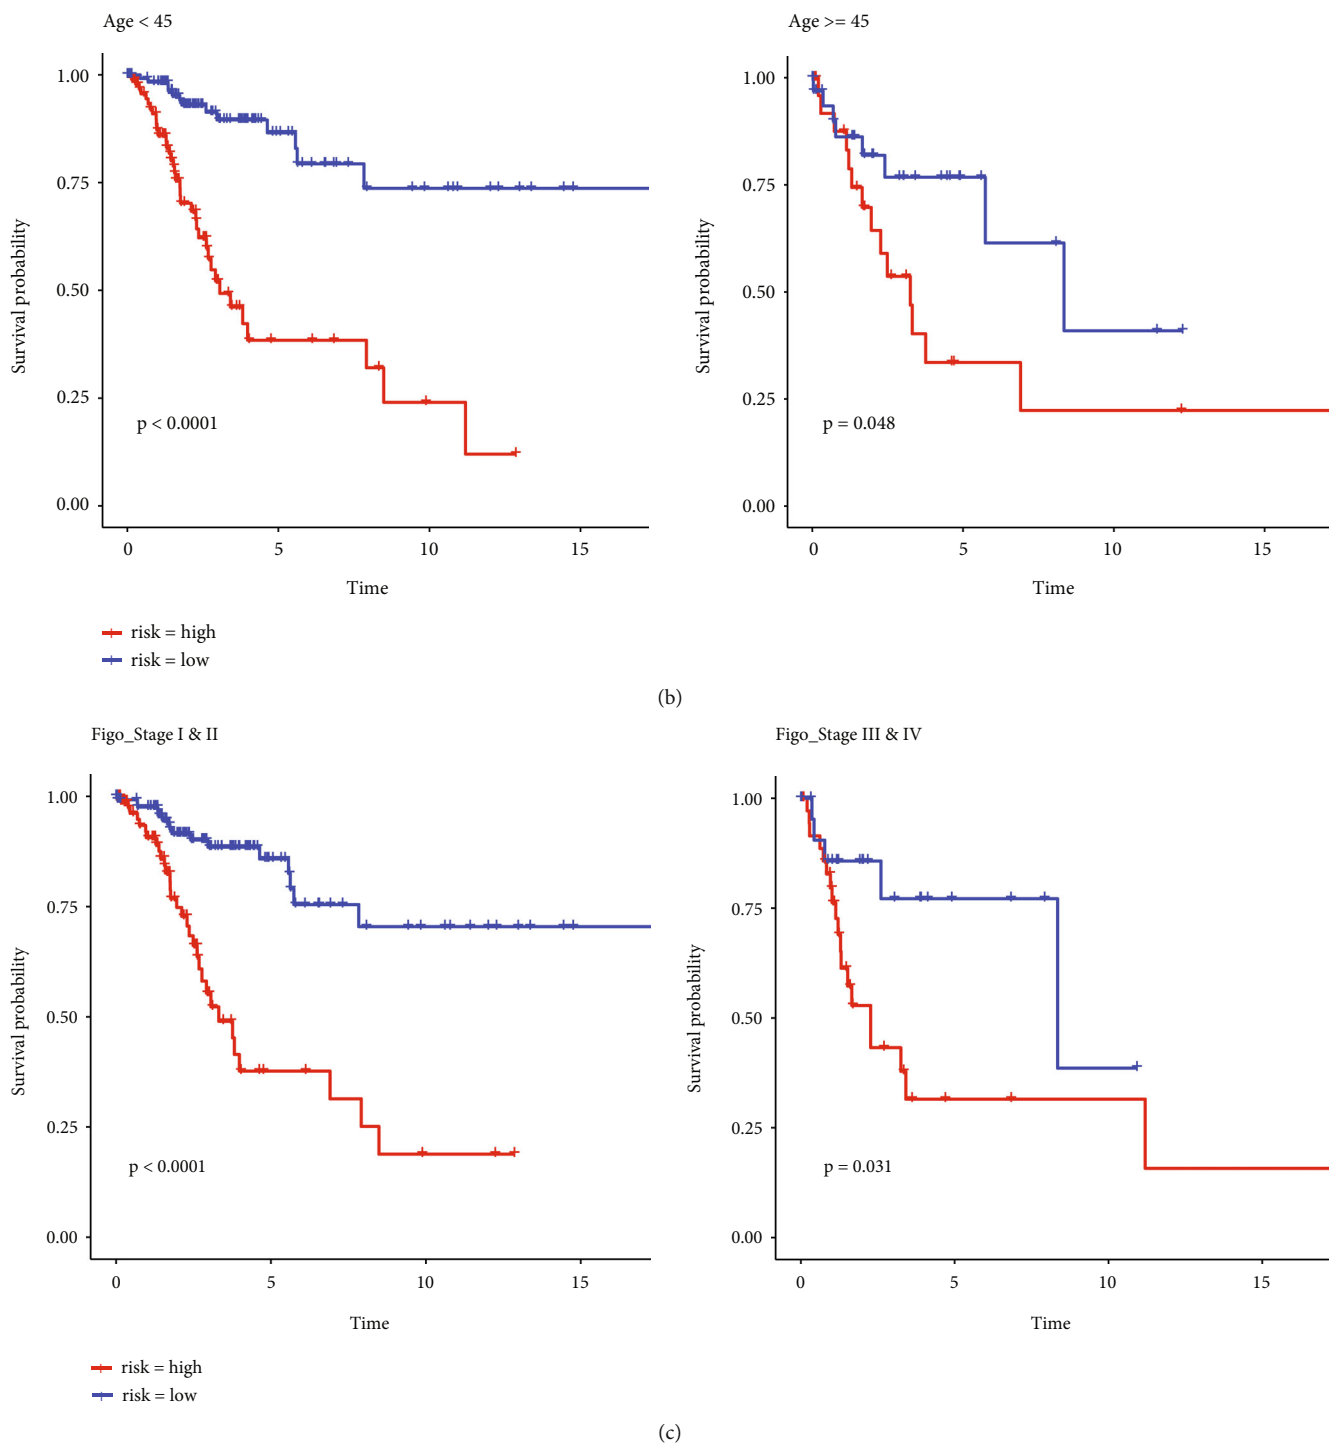 Age < 45
Survival probability
1.00
0.75
0.50
0.25
0.00
p < 0.0001
0 5 10 15
Time
Age >= 45
Survival probability
1.00
0.75
0.50
0.25
0.00
p = 0.048
0 5 10 15
Time
risk = high
risk = low
(b)
Figo_Stage I & II
Survival probability
1.00
0.75
0.50
0.25
0.00
p < 0.0001
0 5 10 15
Time
Figo_Stage III & IV
Survival probability
1.00
0.75
0.50
0.25
0.00
p = 0.031
0 5 10 15
Time
risk = high
risk = low
(c)